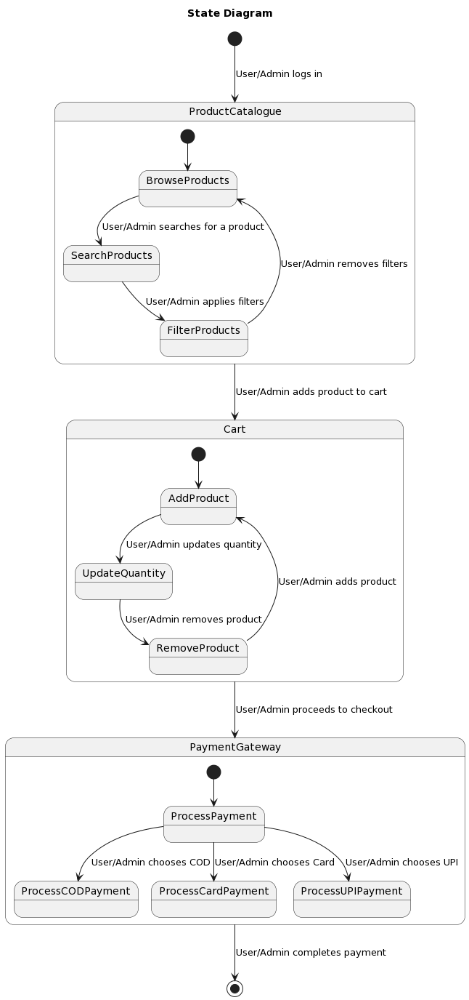 State Diagram
User/Admin logs in
ProductCatalogue
BrowseProducts
User/Admin searches for a product
SearchProducts
User/Admin removes filters
User/Admin applies filters
FilterProducts
User/Admin adds product to cart
Cart
AddProduct
User/Admin updates quantity
UpdateQuantity
User/Admin adds product
User/Admin removes product
RemoveProduct
User/Admin proceeds to checkout
PaymentGateway
ProcessPayment
User/Admin chooses COD
User/Admin chooses Card
User/Admin chooses UPI
ProcessCODPayment
ProcessCardPayment
ProcessUPIPayment
User/Admin completes payment